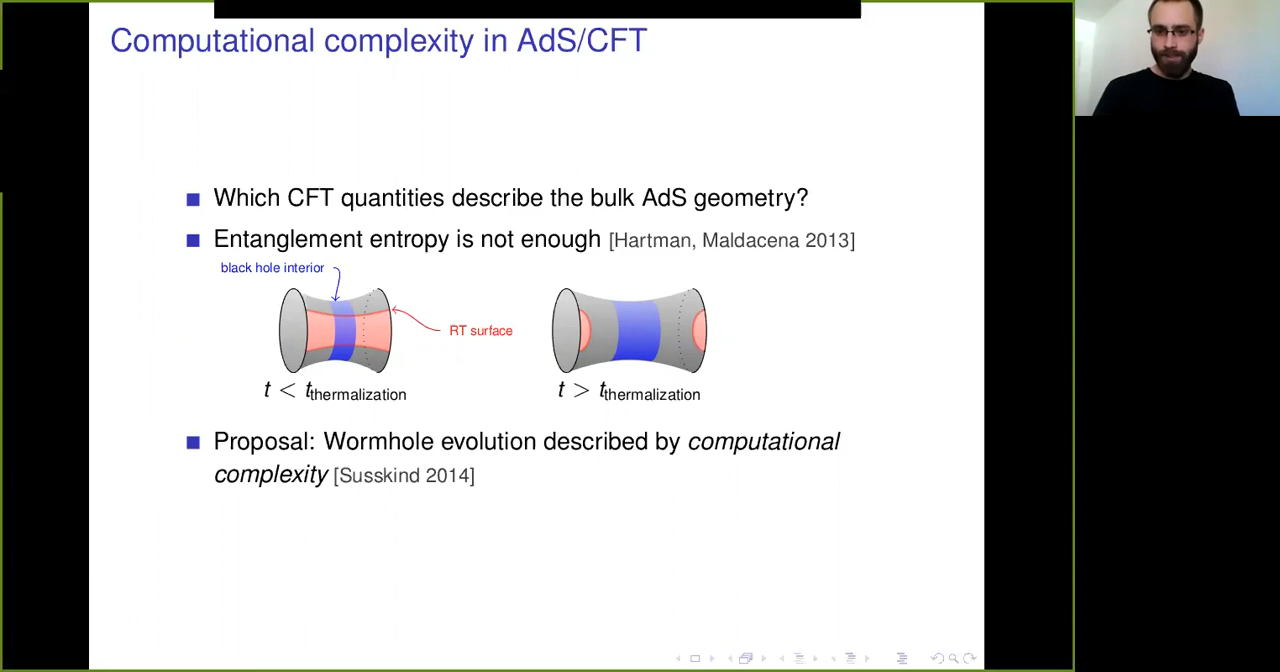 Computational complexity in AdS/CFT
Which CFT quantities describe the bulk AdS geometry?
Entanglement entropy is not enough [Hartman, Maldacena 2013]
black hole interior
RT surface
t < tthermalization
t > tthermalization
Proposal: Wormhole evolution described by computational
complexity [Susskind 2014]